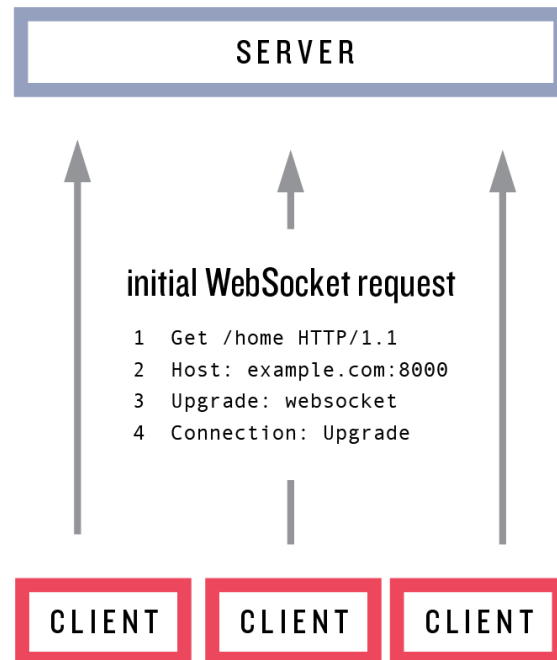 SERVER
initial WebSocket request
1 Get /home HTTP/1.1
2 Host: example.com:8000
3 Upgrade: websocket
4 Connection: Upgrade
CLIENT CLIENT CLIENT